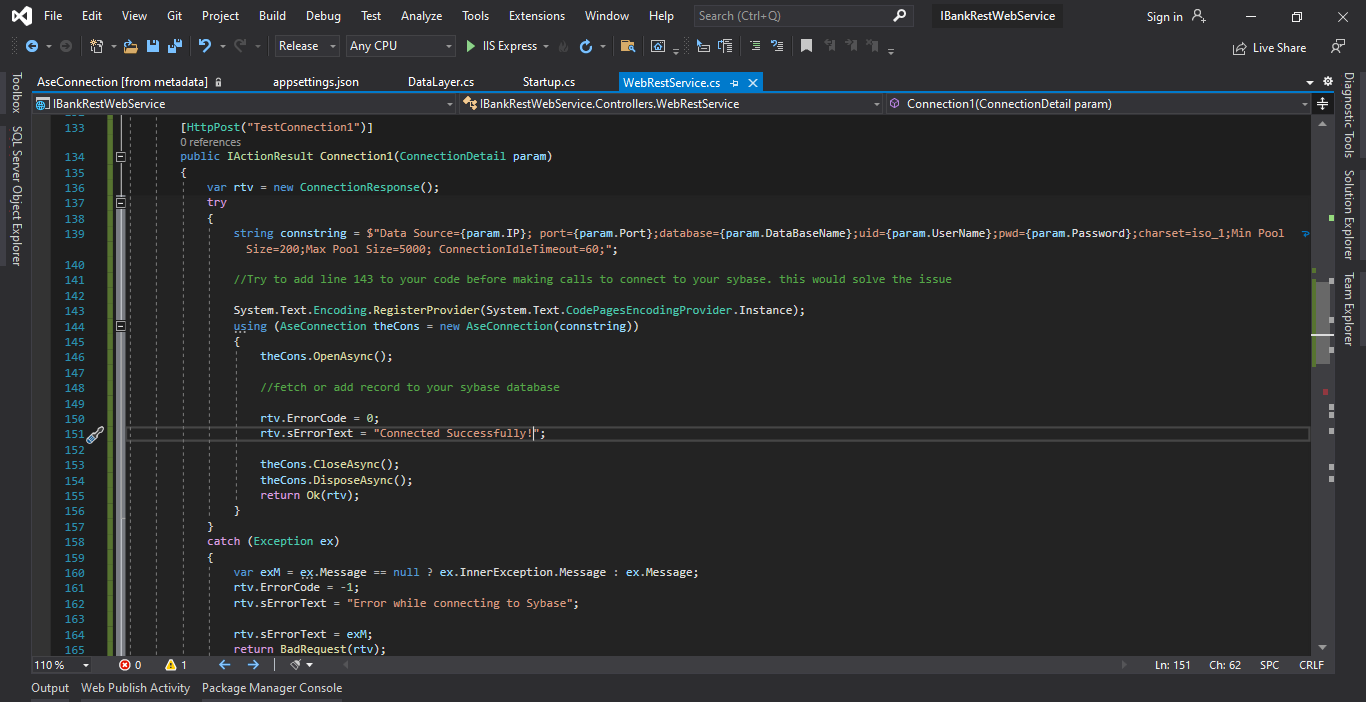 File Edit View Git Project Build Debug Test Analyze Tools Extensions Window Help Search (Ctrl+Q) IBankRestWebService Sign in
Release Any CPU IIS Express Live Share
AseConnection [from metadata] appsettings.json DataLayer.cs Startup.cs WebRestService.cs
IBankRestWebService IBankRestWebService.Controllers.WebRestService Connection1(ConnectionDetail param)
Toolbox
SQL Server Object Explorer
133 [HttpPost("TestConnection1")]
0 references
134 public IActionResult Connection1(ConnectionDetail param)
135 {
136 var rtv = new ConnectionResponse();
137 try
138 {
139 string connstring = $"Data Source={param.IP}; port={param.Port};database={param.DataBaseName};uid={param.UserName};pwd={param.Password};charset=iso_1;Min Pool
Size=200;Max Pool Size=5000; ConnectionIdleTimeout=60;";
140
141 //Try to add line 143 to your code before making calls to connect to your sybase. this would solve the issue
142
143 System.Text.Encoding.RegisterProvider(System.Text.CodePagesEncodingProvider.Instance);
144 using (AseConnection theCons = new AseConnection(connstring))
145 {
146 theCons.OpenAsync();
147
148 //fetch or add record to your sybase database
149
150 rtv.ErrorCode = 0;
151 rtv.sErrorText = "Connected Successfully!";
152
153 theCons.CloseAsync();
154 theCons.DisposeAsync();
155 return Ok(rtv);
156 }
157 }
158 catch (Exception ex)
159 {
160 var exM = ex.Message == null ? ex.InnerException.Message : ex.Message;
161 rtv.ErrorCode = -1;
162 rtv.sErrorText = "Error while connecting to Sybase";
163
164 rtv.sErrorText = exM;
165 return BadRequest(rtv);
Diagnostic Tools
Solution Explorer
Team Explorer
110 % 0 1 Ln: 151 Ch: 62 SPC CRLF
Output Web Publish Activity Package Manager Console